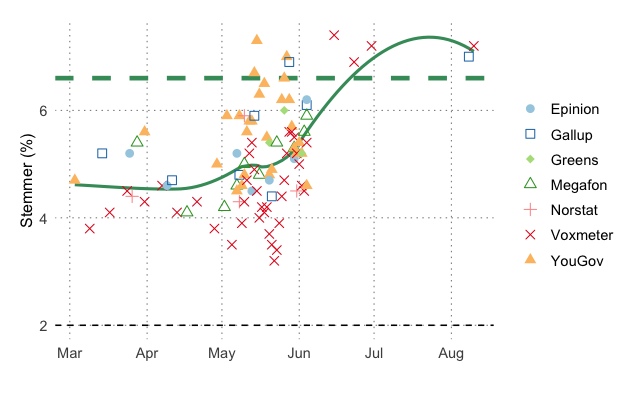 Stemmer (%)
6
4
2
Mar Apr May Jun Jul Aug
Epinion
Gallup
Greens
Megafon
Norstat
Voxmeter
YouGov